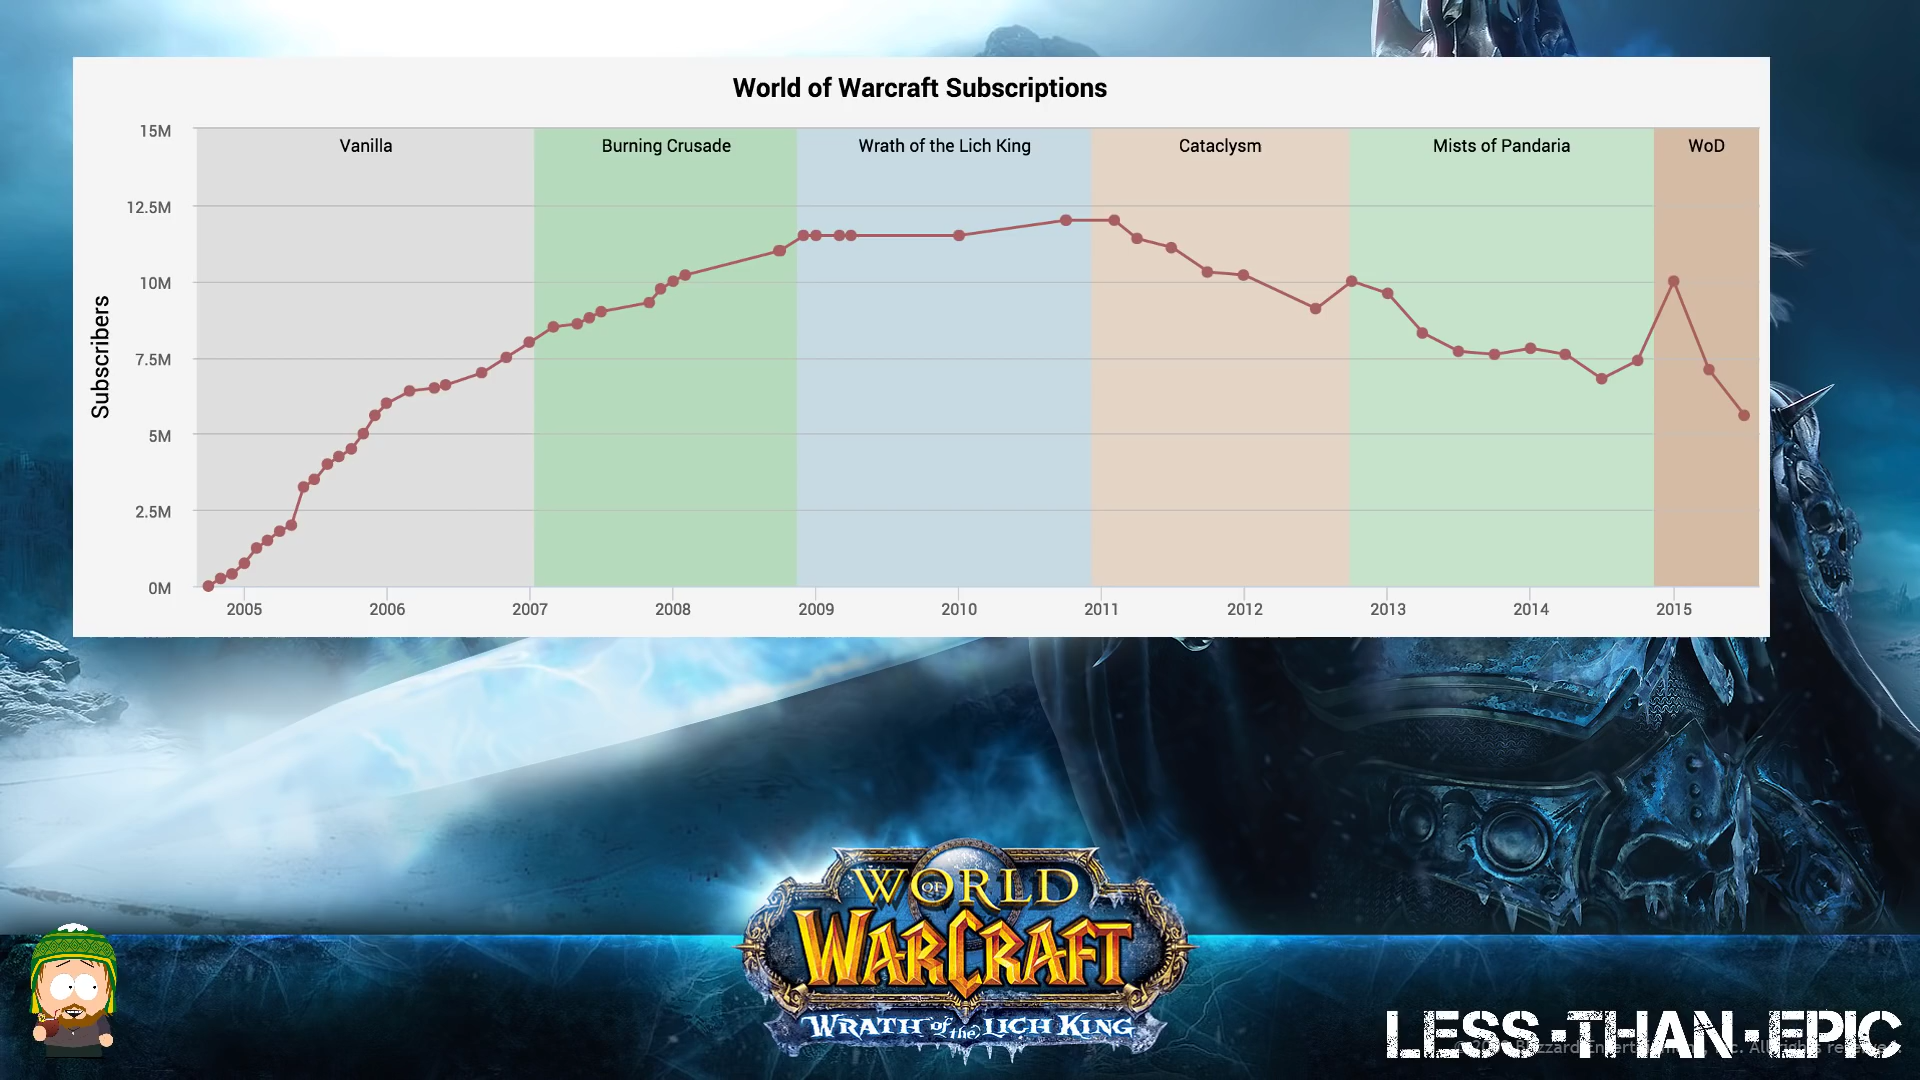 World of Warcraft Subscriptions
15M
Vanilla Burning Crusade Wrath of the Lich King Cataclysm Mists of Pandaria WoD
12.5M
10M
Subscribers
7.5M
5M
2.5M
0M
2005 2006 2007 2008 2009 2010 2011 2012 2013 2014 2015
WORLD
OF
WARCRAFT
WRATH of the LICH KING
LESS·THAN·EPIC